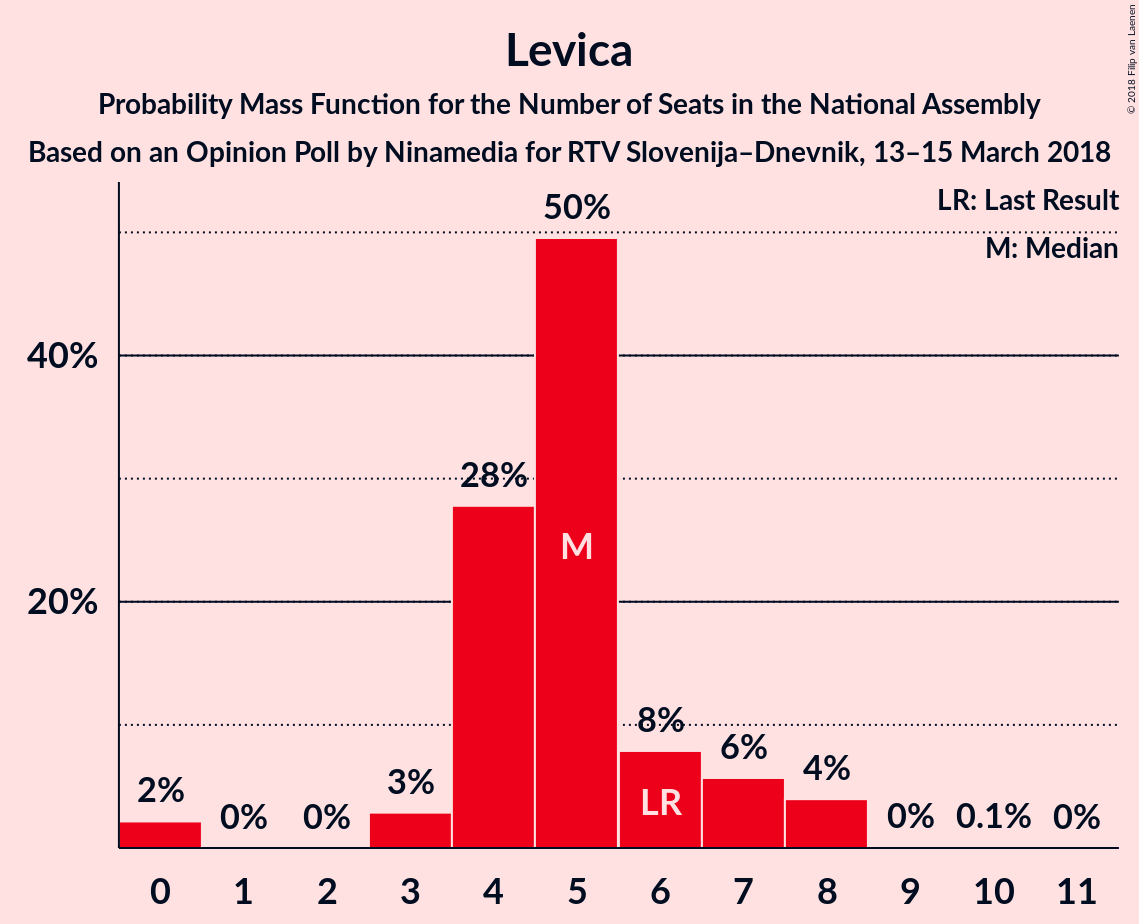 Levica
Probability Mass Function for the Number of Seats in the National Assembly
Based on an Opinion Poll by Ninamedia for RTV Slovenija–Dnevnik, 13–15 March 2018
© 2018 Filip van Laenen
LR: Last Result
M: Median
50%
40%
28%
M
20%
8%
6%
4%
3%
2%
LR
0%
0%
0%
0.1%
0%
0 1 2 3 4 5 6 7 8 9 10 11